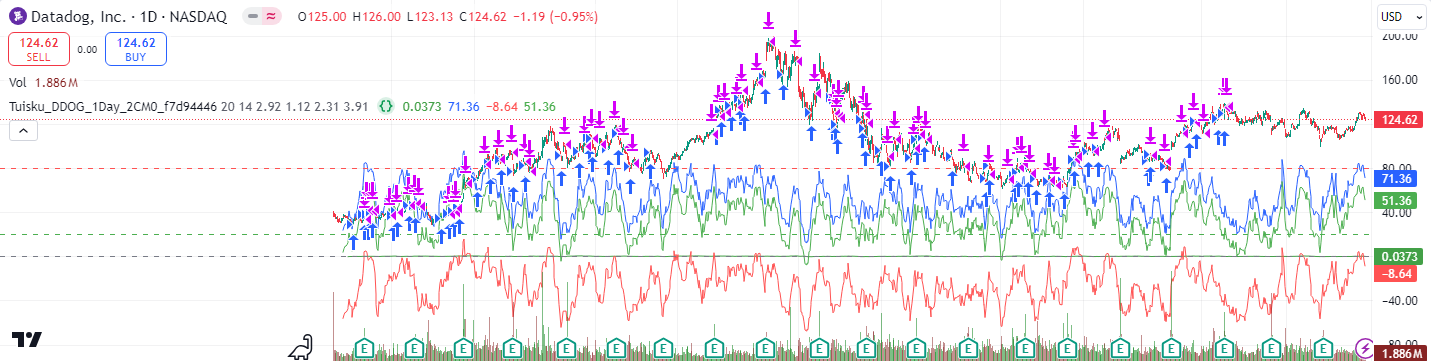 Datadog, Inc. · 1D · NASDAQ O125.00 H126.00 L123.13 C124.62 −1.19 (−0.95%)
USD
200.00
124.62 0.00 124.62
SELL BUY
Vol 1.886M
160.00
Tuisku_DDOG_1Day_2CM0_f7d94446 20 14 2.92 1.12 2.31 3.91 {} 0.0373 71.36 −8.64 51.36
124.62
80.00
71.36
51.36
40.00
0.0373
−8.64
−40.00
−80.00
E E E E E E E E E E E E E E E E E E E E
1.886M